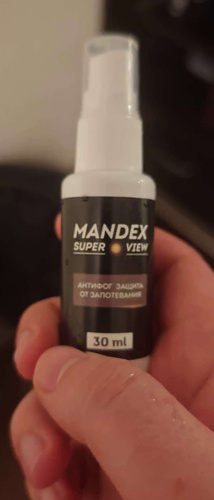 MANDEX
SUPER VIEW
АНТИФОГ ЗАЩИТА
ОТ ЗАПОТЕВАНИЯ
30 ml